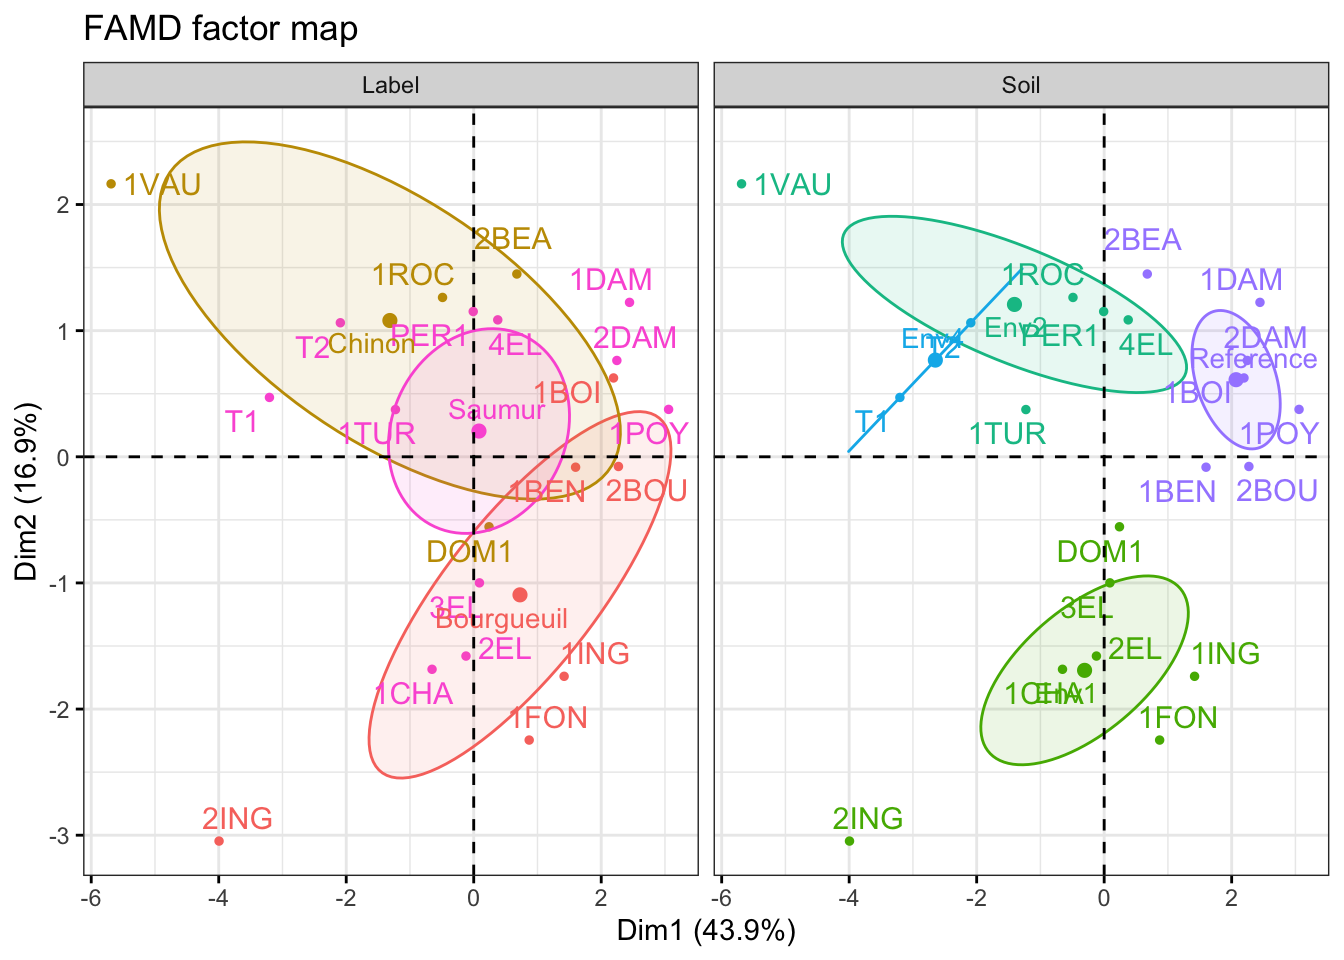 FAMD factor map
Label
Soil
1VAU
2BEA
1ROC
1DAM
T2
Chinon
PER1
4EL
2DAM
1BOI
T1
1TUR
Saumur
1POY
1BEN
2BOU
DOM1
3EL
Bourgueuil
2EL
1ING
1CHA
1FON
2ING
1VAU
2BEA
1ROC
1DAM
Env2
PER1
4EL
2DAM
Env4
T2
Reference
1BOI
T1
1TUR
1POY
1BEN
2BOU
DOM1
3EL
2EL
1ING
1CHA
Env1
1FON
2ING
2
1
0
-1
-2
-3
-6
-4
-2
0
2
-6
-4
-2
0
2
Dim1 (43.9%)
Dim2 (16.9%)